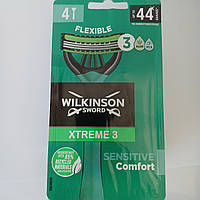 4
44
FLEXIBLE
3
WILKINSON
SWORD
XTREME 3
SENSITIVE
Comfort